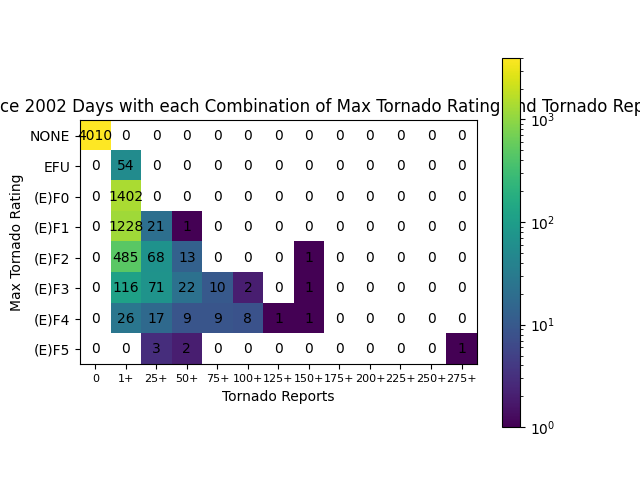 ce 2002 Days with each Combination of Max Tornado Rating and Tornado Rep
NONE 4010 0 0 0 0 0 0 0 0 0 0 0 0
EFU 0 54 0 0 0 0 0 0 0 0 0 0 0
(E)F0 0 1402 0 0 0 0 0 0 0 0 0 0 0
(E)F1 0 1228 21 1 0 0 0 0 0 0 0 0 0
(E)F2 0 485 68 13 0 0 0 1 0 0 0 0 0
(E)F3 0 116 71 22 10 2 0 1 0 0 0 0 0
(E)F4 0 26 17 9 9 8 1 1 0 0 0 0 0
(E)F5 0 0 3 2 0 0 0 0 0 0 0 0 1
0 1+ 25+ 50+ 75+ 100+ 125+ 150+ 175+ 200+ 225+ 250+ 275+
Tornado Reports
Max Tornado Rating
10³
10²
10¹
10⁰